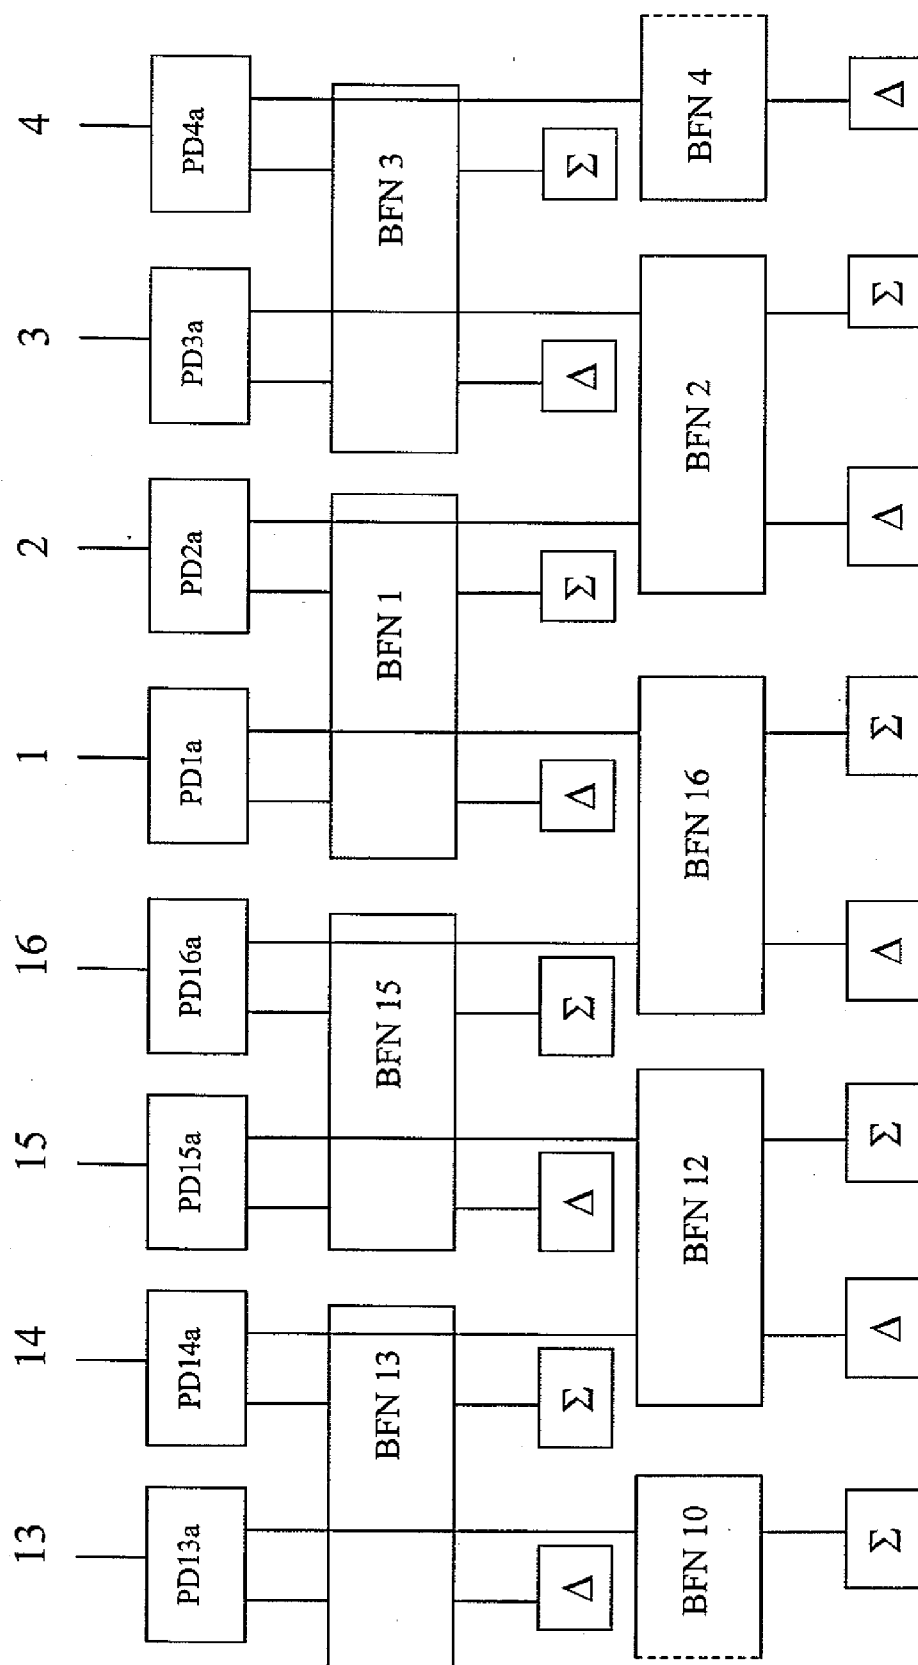 13 14 15 16 1 2 3 4
PD13a PD14a PD15a PD16a PD1a PD2a PD3a PD4a
BFN 13 BFN 15 BFN 1 BFN 3
Δ Σ Δ Σ Δ Σ Δ Σ
BFN 10 BFN 12 BFN 16 BFN 2 BFN 4
Σ Δ Σ Δ Σ Δ Σ Δ